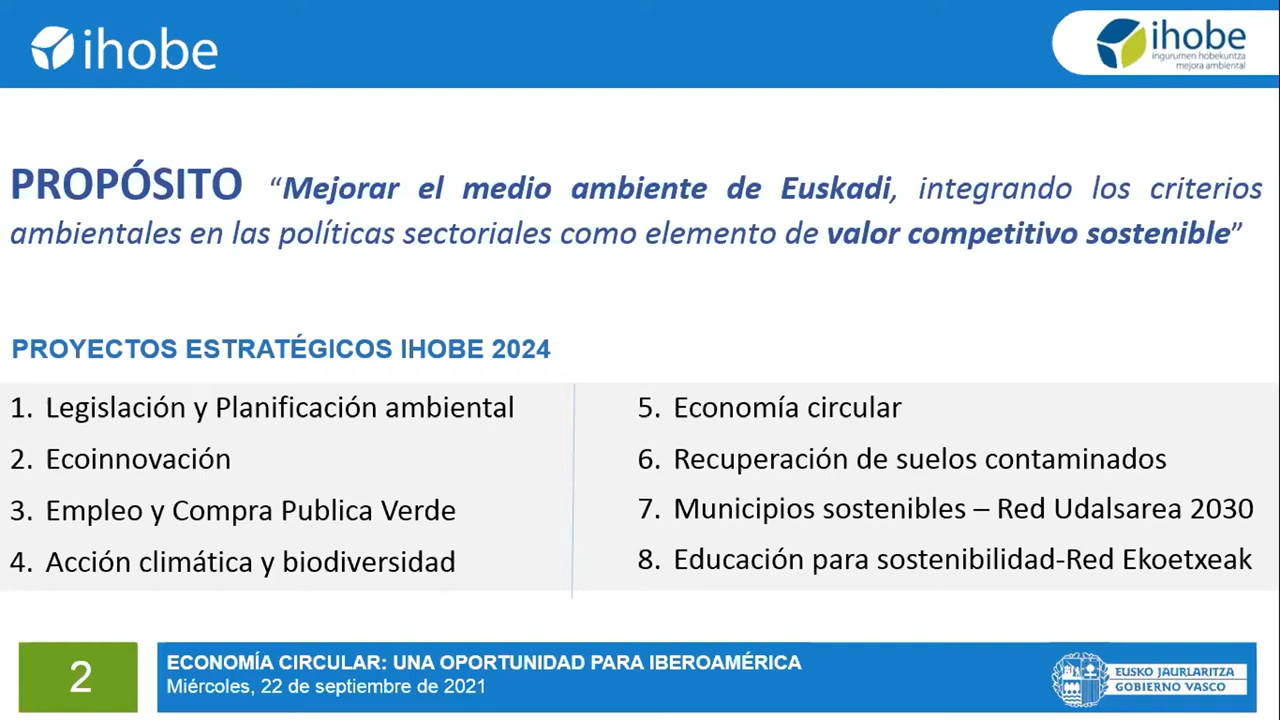 ihobe
ihobe
ingurumen hobekuntza
mejora ambiental
PROPÓSITO “Mejorar el medio ambiente de Euskadi, integrando los criterios
ambientales en las políticas sectoriales como elemento de valor competitivo sostenible”
PROYECTOS ESTRATÉGICOS IHOBE 2024
1. Legislación y Planificación ambiental
2. Ecoinnovación
3. Empleo y Compra Publica Verde
4. Acción climática y biodiversidad
5. Economía circular
6. Recuperación de suelos contaminados
7. Municipios sostenibles – Red Udalsarea 2030
8. Educación para sostenibilidad-Red Ekoetxeak
2
ECONOMÍA CIRCULAR: UNA OPORTUNIDAD PARA IBEROAMÉRICA
Miércoles, 22 de septiembre de 2021
EUSKO JAURLARITZA
GOBIERNO VASCO